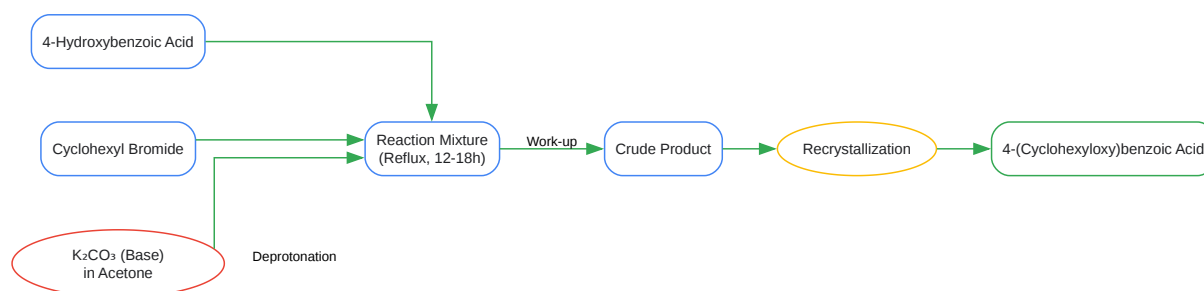 4-Hydroxybenzoic Acid
Cyclohexyl Bromide
Reaction Mixture
(Reflux, 12-18h)
Work-up
Crude Product
Recrystallization
4-(Cyclohexyloxy)benzoic Acid
K₂CO₃ (Base)
in Acetone
Deprotonation